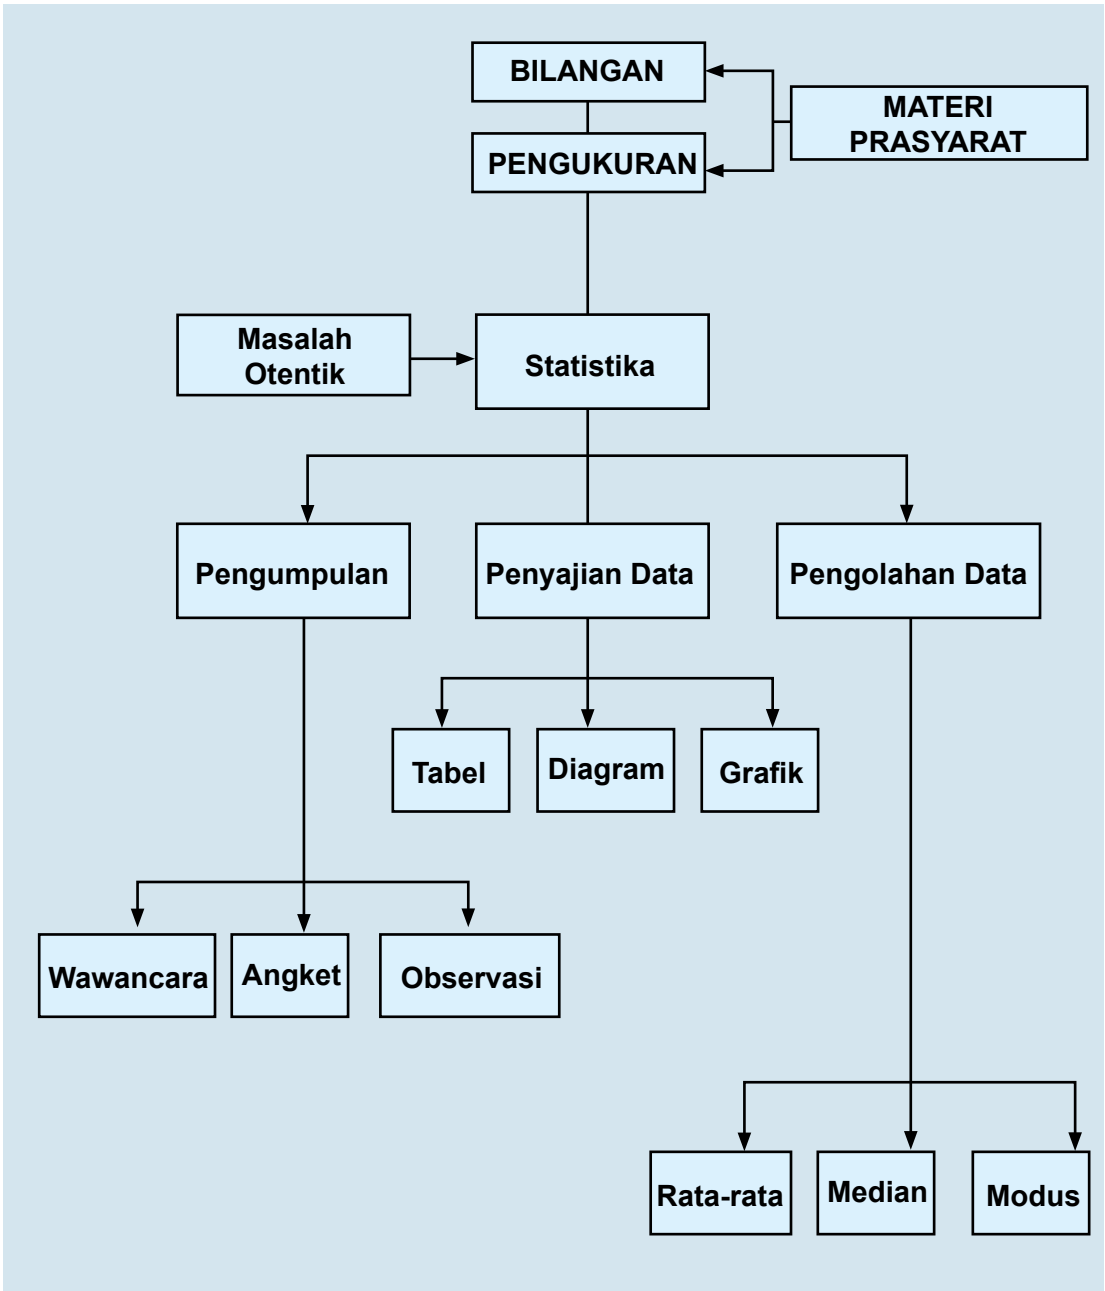 BILANGAN
MATERI
PRASYARAT
PENGUKURAN
Masalah
Otentik
Statistika
Pengumpulan
Penyajian Data
Pengolahan Data
Tabel
Diagram
Grafik
Wawancara
Angket
Observasi
Rata-rata
Median
Modus